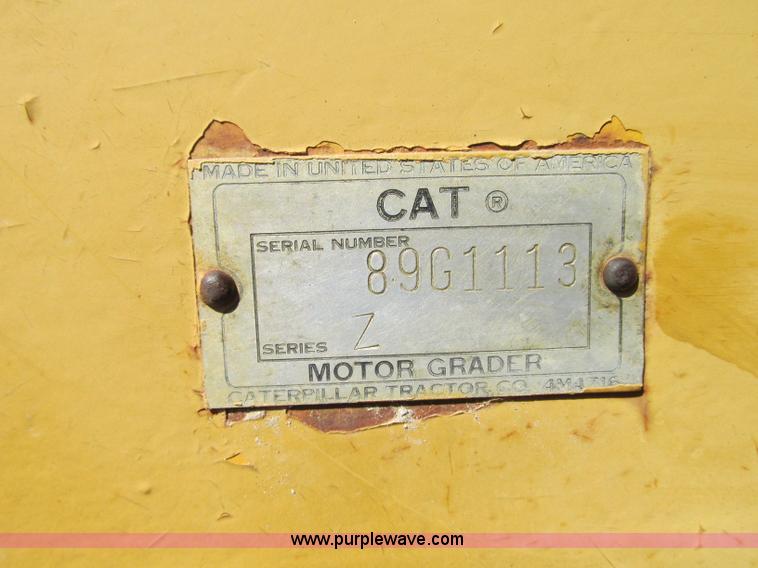 MADE IN UNITED STATES OF AMERICA
CAT ®
SERIAL NUMBER
89G1113
SERIES Z
MOTOR GRADER
CATERPILLAR TRACTOR CO. 4M4716
www.purplewave.com